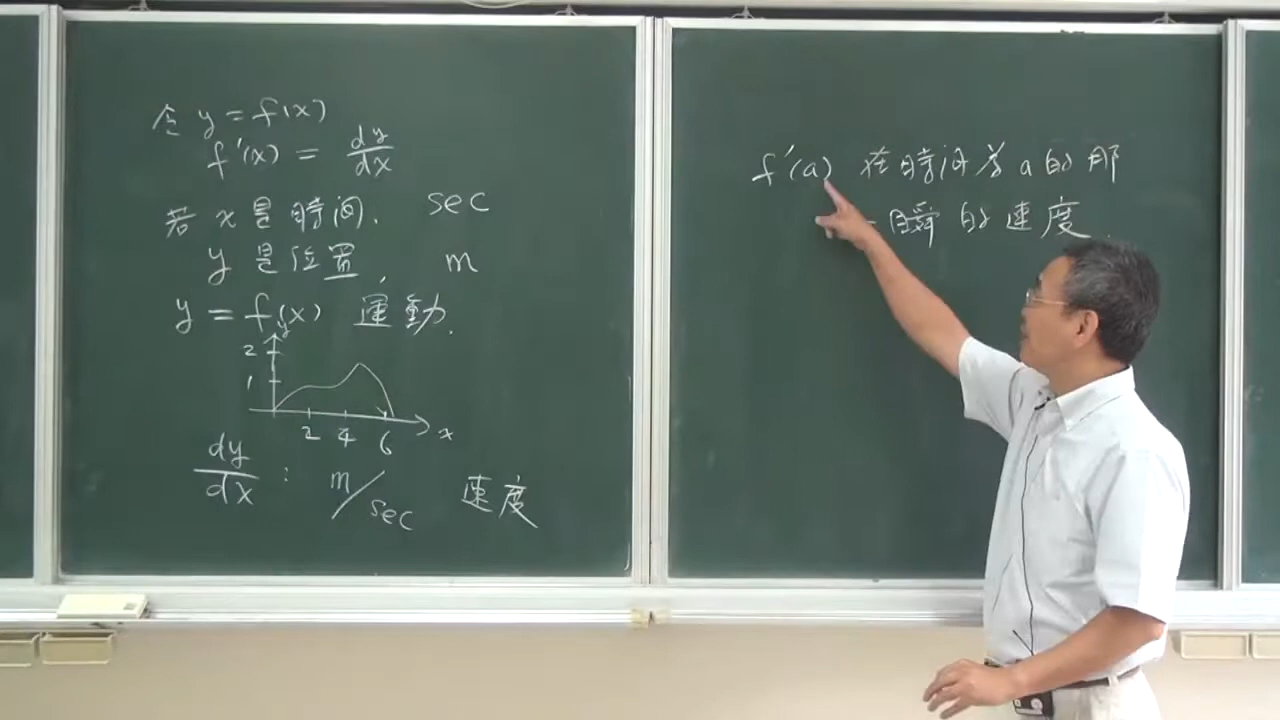 令 y = f(x)
f'(x) = dy/dx
若 x 是時間. sec
y 是位置, m
y = f(x) 運動.
y
2
1
2 4 6 x
dy/dx : m/sec 速度
f'(a) 在時間為 a 的那
一瞬的速度.